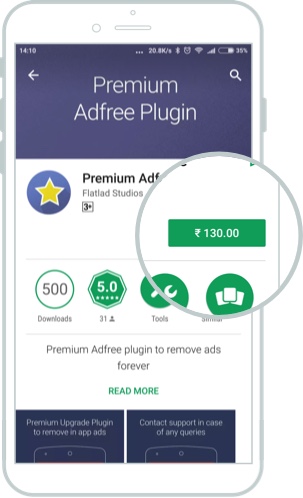 14:10 ... 20.8K/s 35%
Premium
Adfree Plugin
Premium Adf
Flatlad Studios
3+
₹ 130.00
500
Downloads
5.0
31
Tools
Similar
Premium Adfree plugin to remove ads
forever
READ MORE
Premium Upgrade Plugin
to remove in app ads
Contact support in case
of any queries